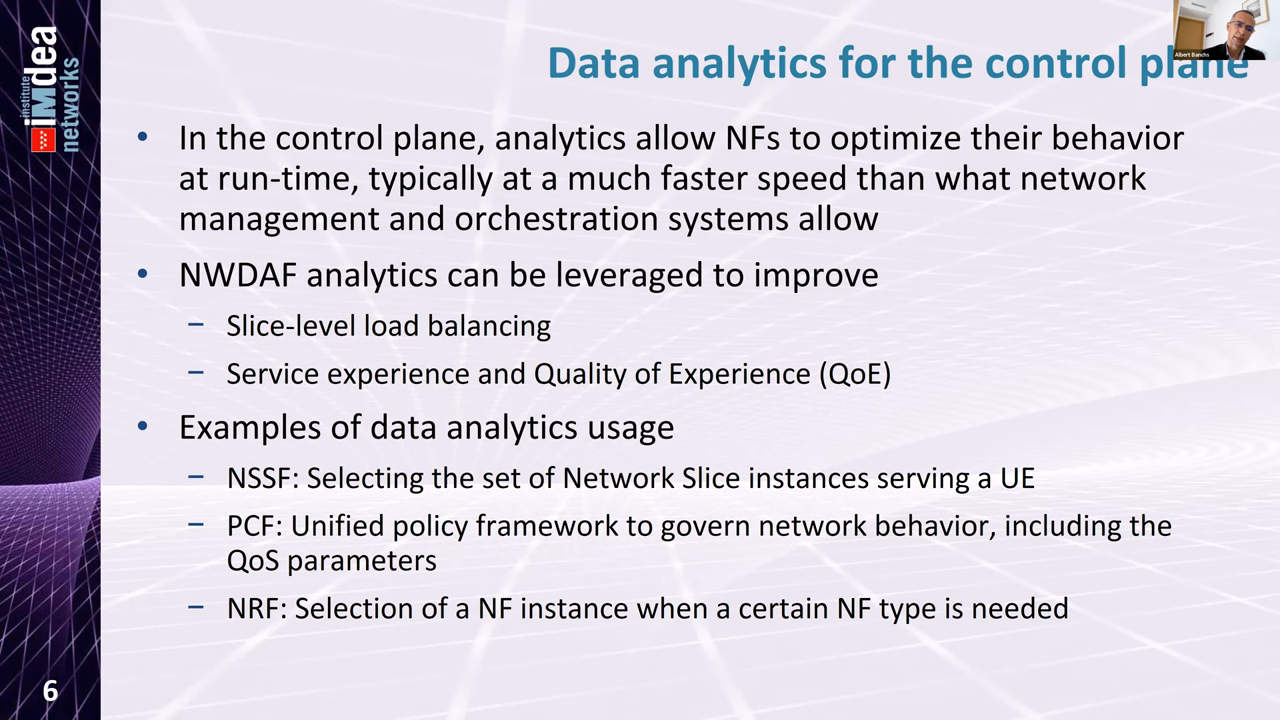 institute
iMdea
networks
Albert Banchs
Data analytics for the control plane
• In the control plane, analytics allow NFs to optimize their behavior
at run-time, typically at a much faster speed than what network
management and orchestration systems allow
• NWDAF analytics can be leveraged to improve
– Slice-level load balancing
– Service experience and Quality of Experience (QoE)
• Examples of data analytics usage
– NSSF: Selecting the set of Network Slice instances serving a UE
– PCF: Unified policy framework to govern network behavior, including the
QoS parameters
– NRF: Selection of a NF instance when a certain NF type is needed
6